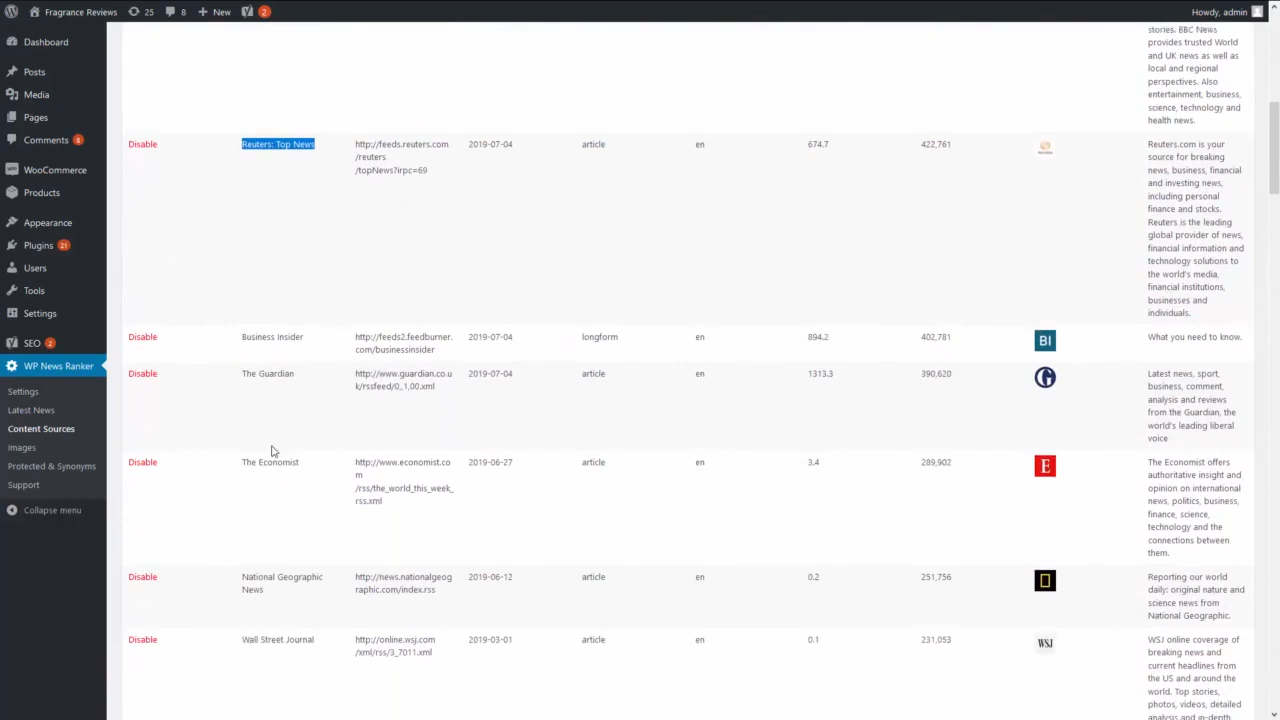 Fragrance Reviews 25 8 New 2 Howdy, admin
Dashboard
Posts
Media
Pages
Comments 8
WooCommerce
Products
Appearance
Plugins 21
Users
Tools
Settings
SEO 2
WP News Ranker
Settings
Latest News
Content Sources
Images
Protected & Synonyms
Support
Collapse menu
stories. BBC News
provides trusted World
and UK news as well as
local and regional
perspectives. Also
entertainment, business,
science, technology and
health news.
Disable Reuters: Top News http://feeds.reuters.com 2019-07-04 article en 674.7 422,761
/reuters
/topNews?irpc=69
Reuters.com is your
source for breaking
news, business, financial
and investing news,
including personal
finance and stocks.
Reuters is the leading
global provider of news,
financial information and
technology solutions to
the world's media,
financial institutions,
businesses and
individuals.
Disable Business Insider http://feeds2.feedburner. 2019-07-04 longform en 894.2 402,781 BI What you need to know.
com/businessinsider
Disable The Guardian http://www.guardian.co.u 2019-07-04 article en 1313.3 390,620 G
k/rssfeed/0,,1,00.xml
Latest news, sport,
business, comment,
analysis and reviews
from the Guardian, the
world's leading liberal
voice
Disable The Economist http://www.economist.co 2019-06-27 article en 3.4 289,902 E
m
/rss/the_world_this_week_
rss.xml
The Economist offers
authoritative insight and
opinion on international
news, politics, business,
finance, science,
technology and the
connections between
them.
Disable National Geographic http://news.nationalgeog 2019-06-12 article en 0.2 251,756
News raphic.com/index.rss
Reporting our world
daily: original nature and
science news from
National Geographic.
Disable Wall Street Journal http://online.wsj.com 2019-03-01 article en 0.1 231,053 WSJ
/xml/rss/3_7011.xml
WSJ online coverage of
breaking news and
current headlines from
the US and around the
world. Top stories,
photos, videos, detailed
analysis and in-depth